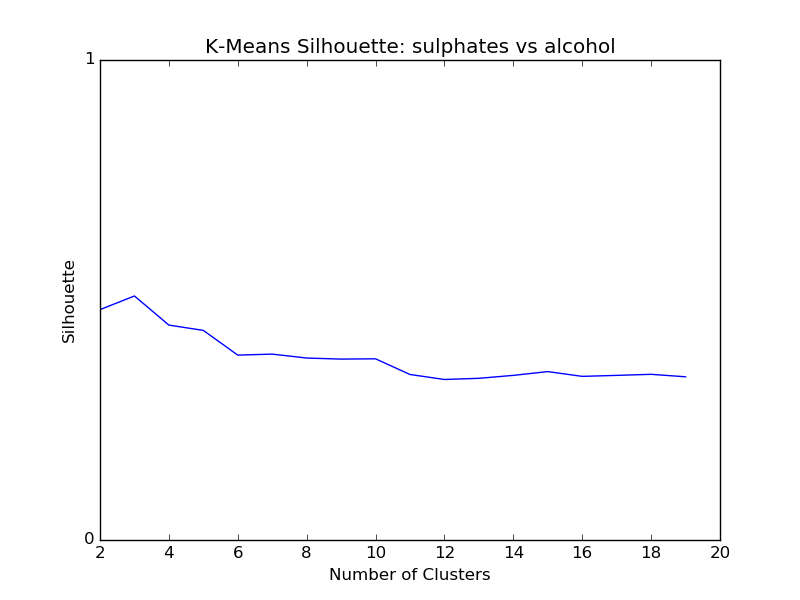 K-Means Silhouette: sulphates vs alcohol
1
Silhouette
0
2 4 6 8 10 12 14 16 18 20
Number of Clusters